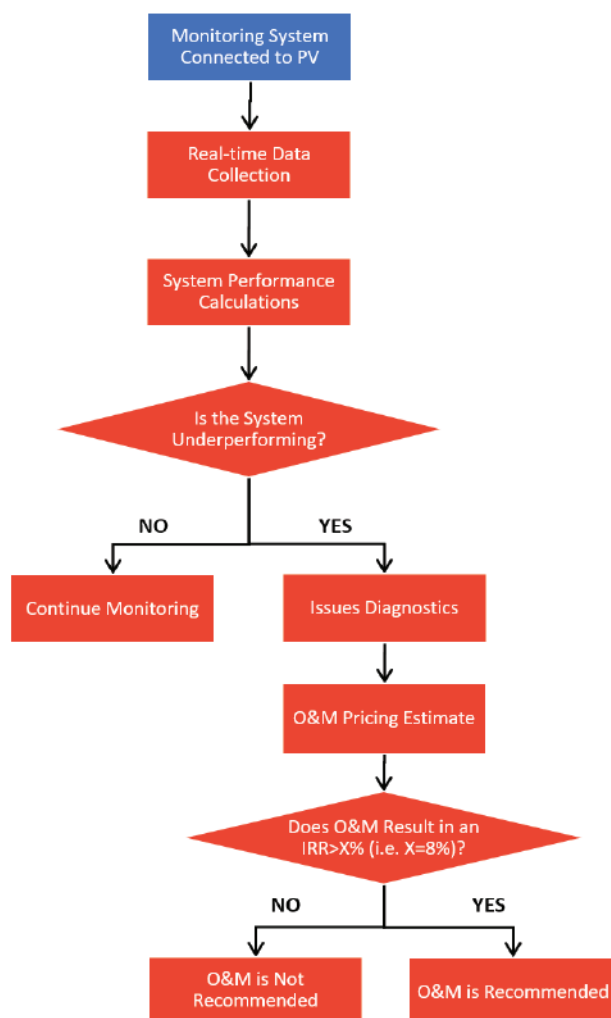 Monitoring System
Connected to PV
Real-time Data
Collection
System Performance
Calculations
Is the System
Underperforming?
NO
YES
Continue Monitoring
Issues Diagnostics
O&M Pricing Estimate
Does O&M Result in an
IRR>X% (i.e. X=8%)?
NO
YES
O&M is Not
Recommended
O&M is Recommended